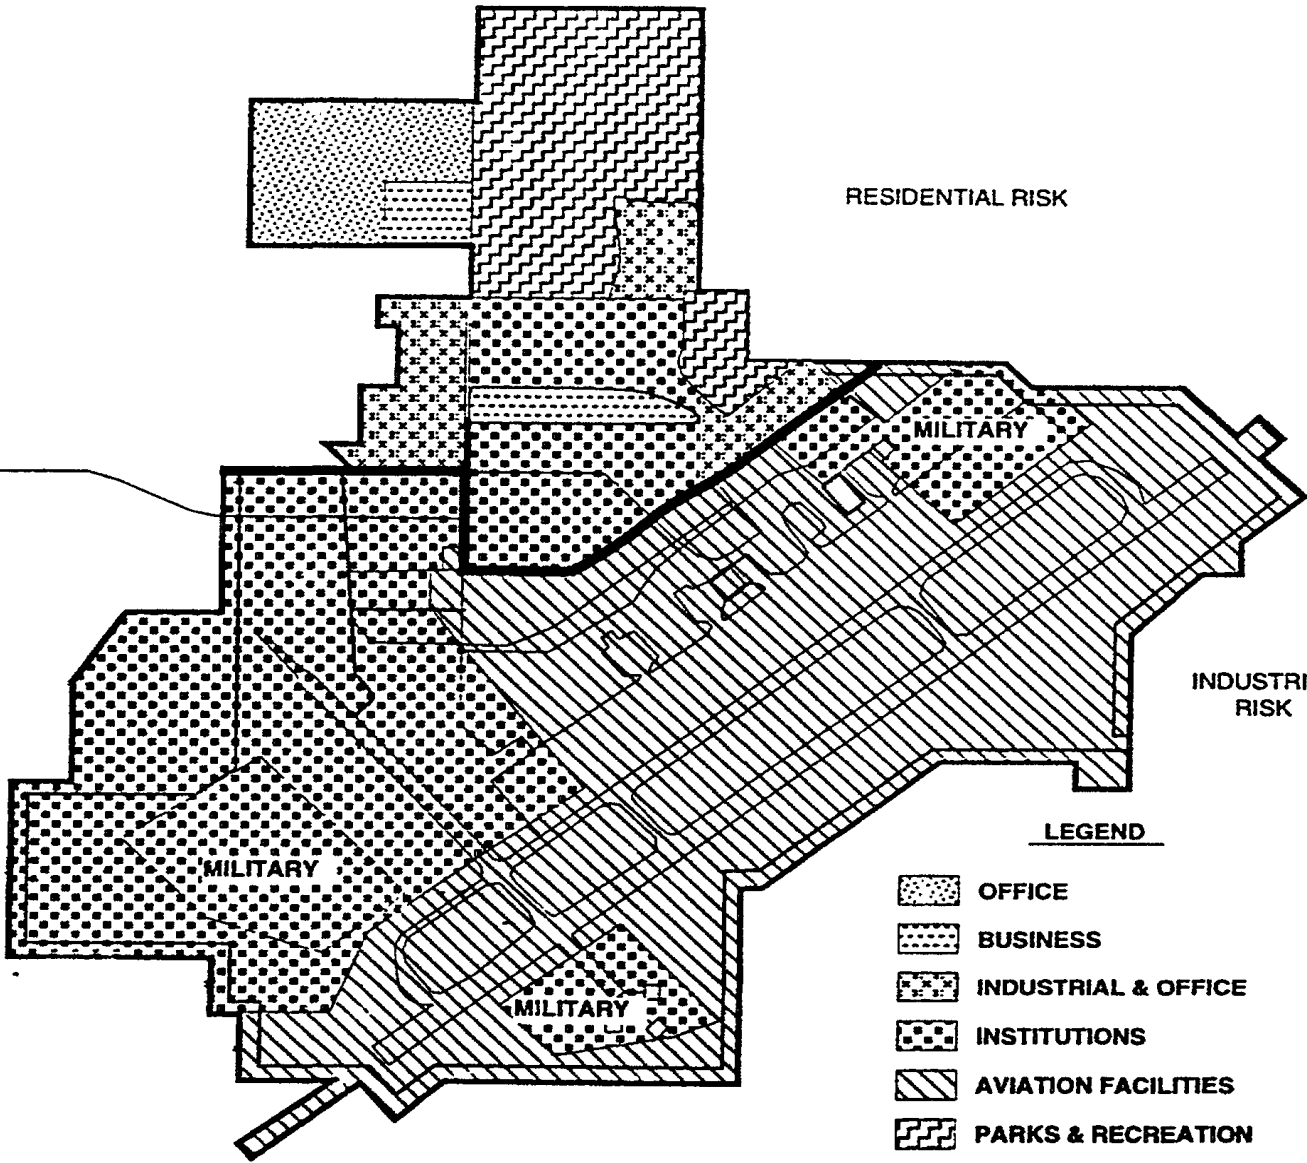 RESIDENTIAL RISK
MILITARY
INDUSTRI
RISK
LEGEND
MILITARY
OFFICE
BUSINESS
INDUSTRIAL & OFFICE
MILITARY
INSTITUTIONS
AVIATION FACILITIES
PARKS & RECREATION